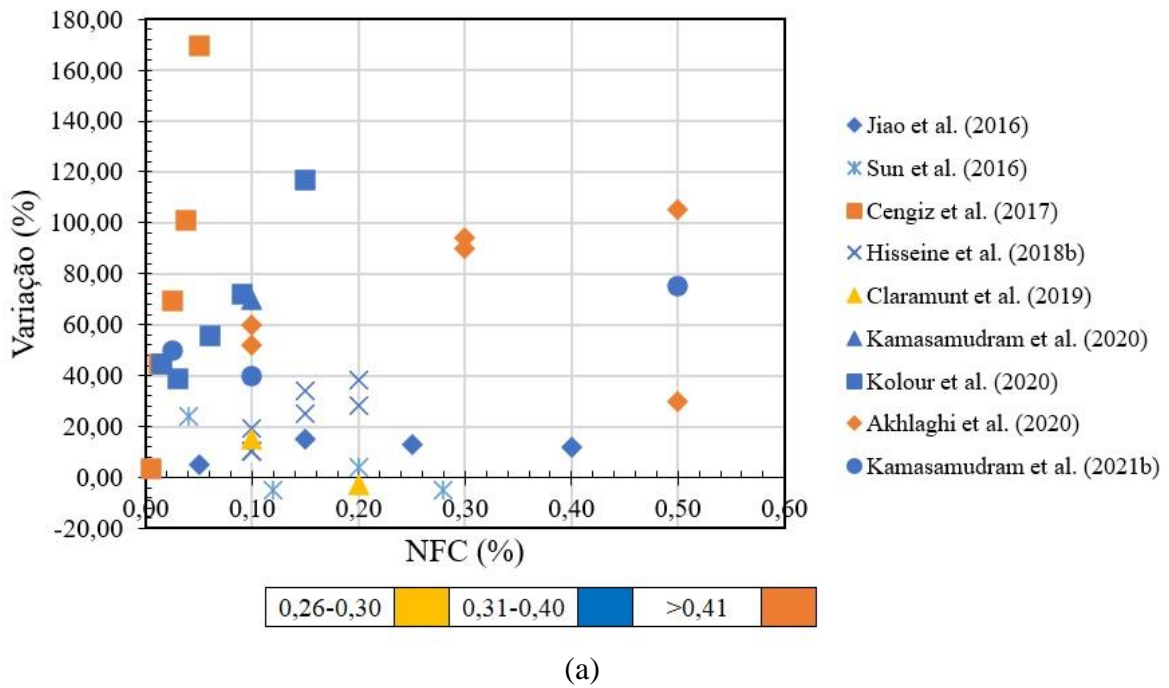 180,00
160,00
140,00
120,00
100,00
80,00
60,00
40,00
20,00
0,00
-20,00
Variação (%)
0,00 0,10 0,20 0,30 0,40 0,50 0,60
NFC (%)
Jiao et al. (2016)
Sun et al. (2016)
Cengiz et al. (2017)
Hisseine et al. (2018b)
Claramunt et al. (2019)
Kamasamudram et al. (2020)
Kolour et al. (2020)
Akhlaghi et al. (2020)
Kamasamudram et al. (2021b)
0,26-0,30 0,31-0,40 >0,41
(a)